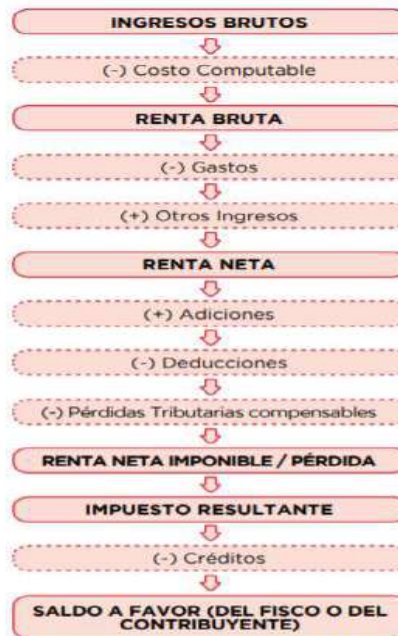 INGRESOS BRUTOS
(-) Costo Computable
RENTA BRUTA
(-) Gastos
(+) Otros Ingresos
RENTA NETA
(+) Adiciones
(-) Deducciones
(-) Pérdidas Tributarias compensables
RENTA NETA IMPONIBLE / PÉRDIDA
IMPUESTO RESULTANTE
(-) Créditos
SALDO A FAVOR (DEL FISCO O DEL
CONTRIBUYENTE)